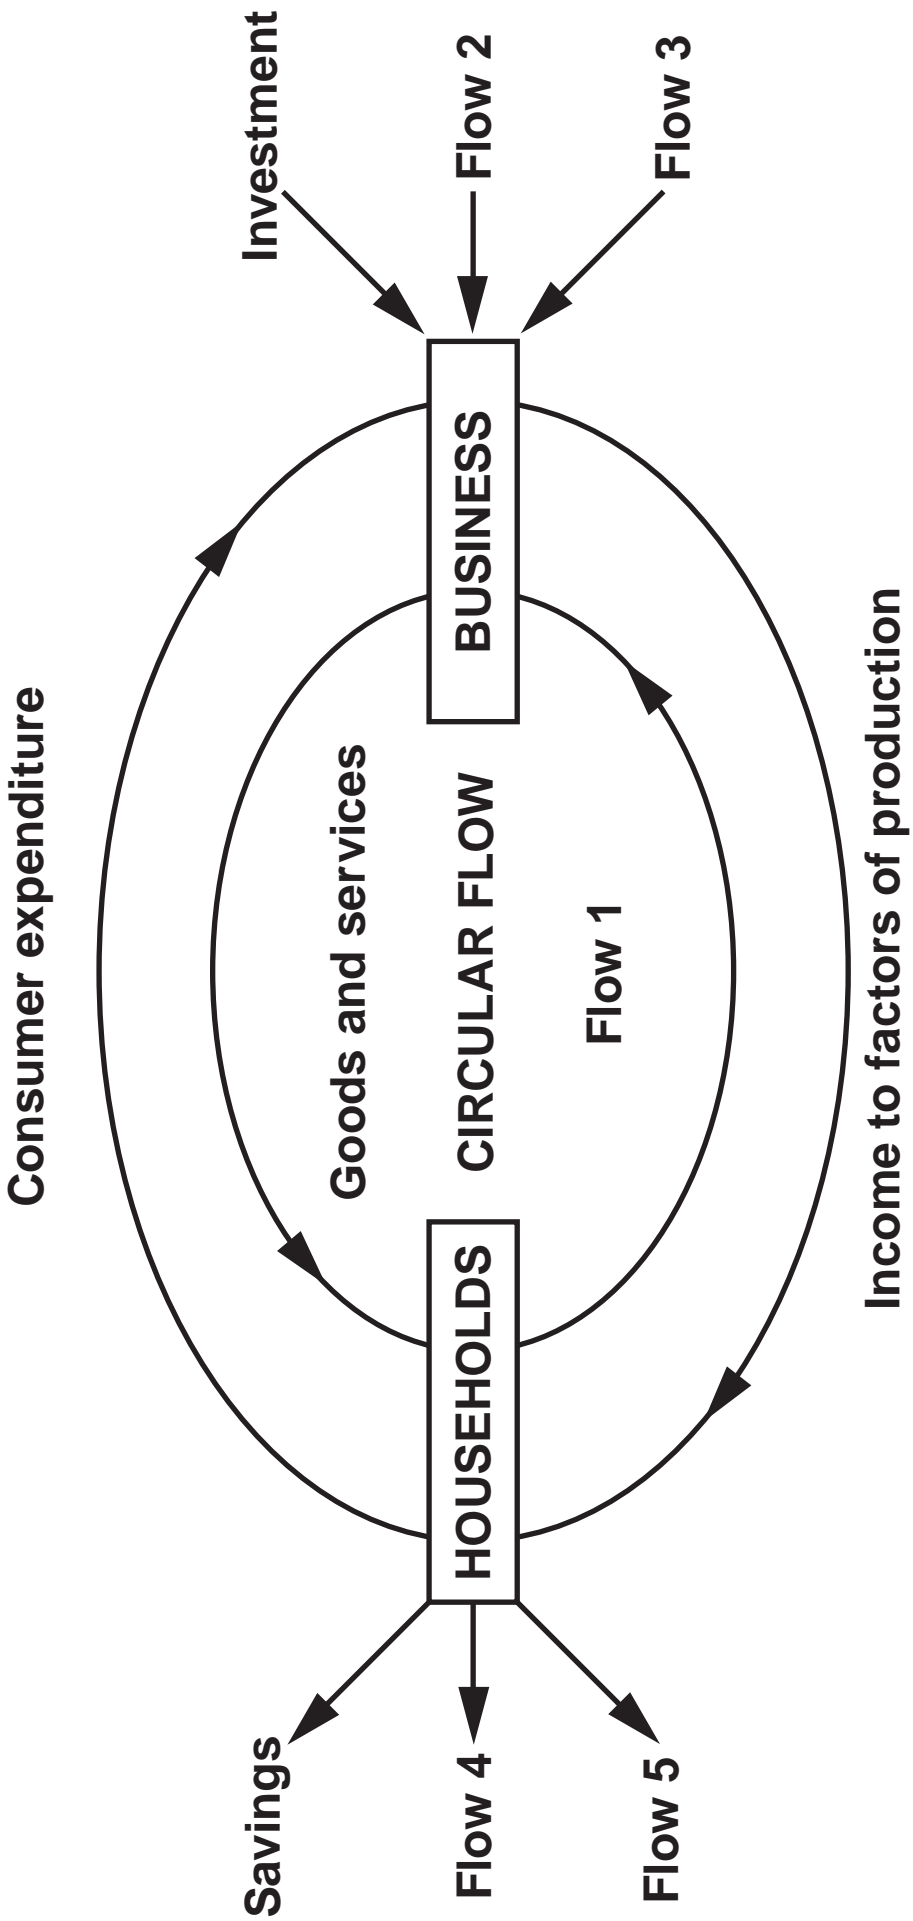 Consumer expenditure
Savings
Investment
Goods and services
HOUSEHOLDS
CIRCULAR FLOW
BUSINESS
Flow 4
Flow 2
Flow 1
Flow 5
Flow 3
Income to factors of production